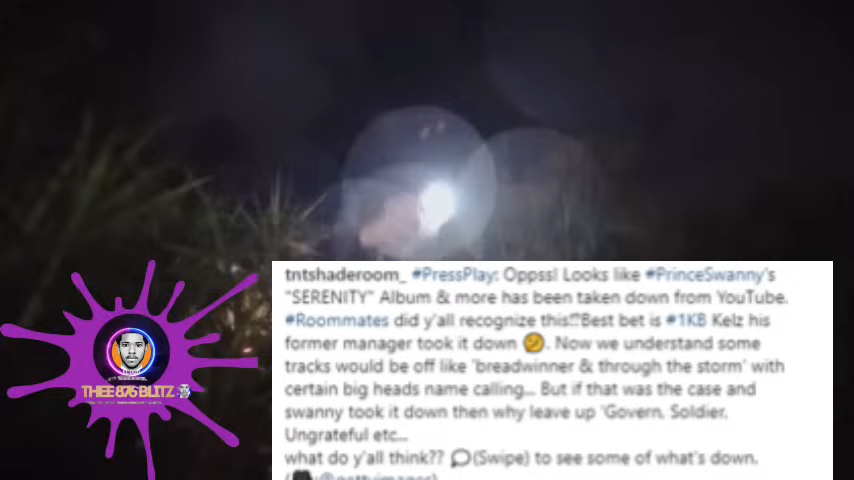 tntshaderoom_ #PressPlay: Oppss! Looks like #PrinceSwanny's
"SERENITY" Album & more has been taken down from YouTube.
#Roommates did y'all recognize this⁉️Best bet is #1KB Kelz his
former manager took it down 🤔. Now we understand some
tracks would be off like 'breadwinner & through the storm' with
certain big heads name calling... But if that was the case and
swanny took it down then why leave up 'Govern, Soldier,
Ungrateful etc...
what do y'all think?? 💭(Swipe) to see some of what's down.
THEE 876 BLITZ